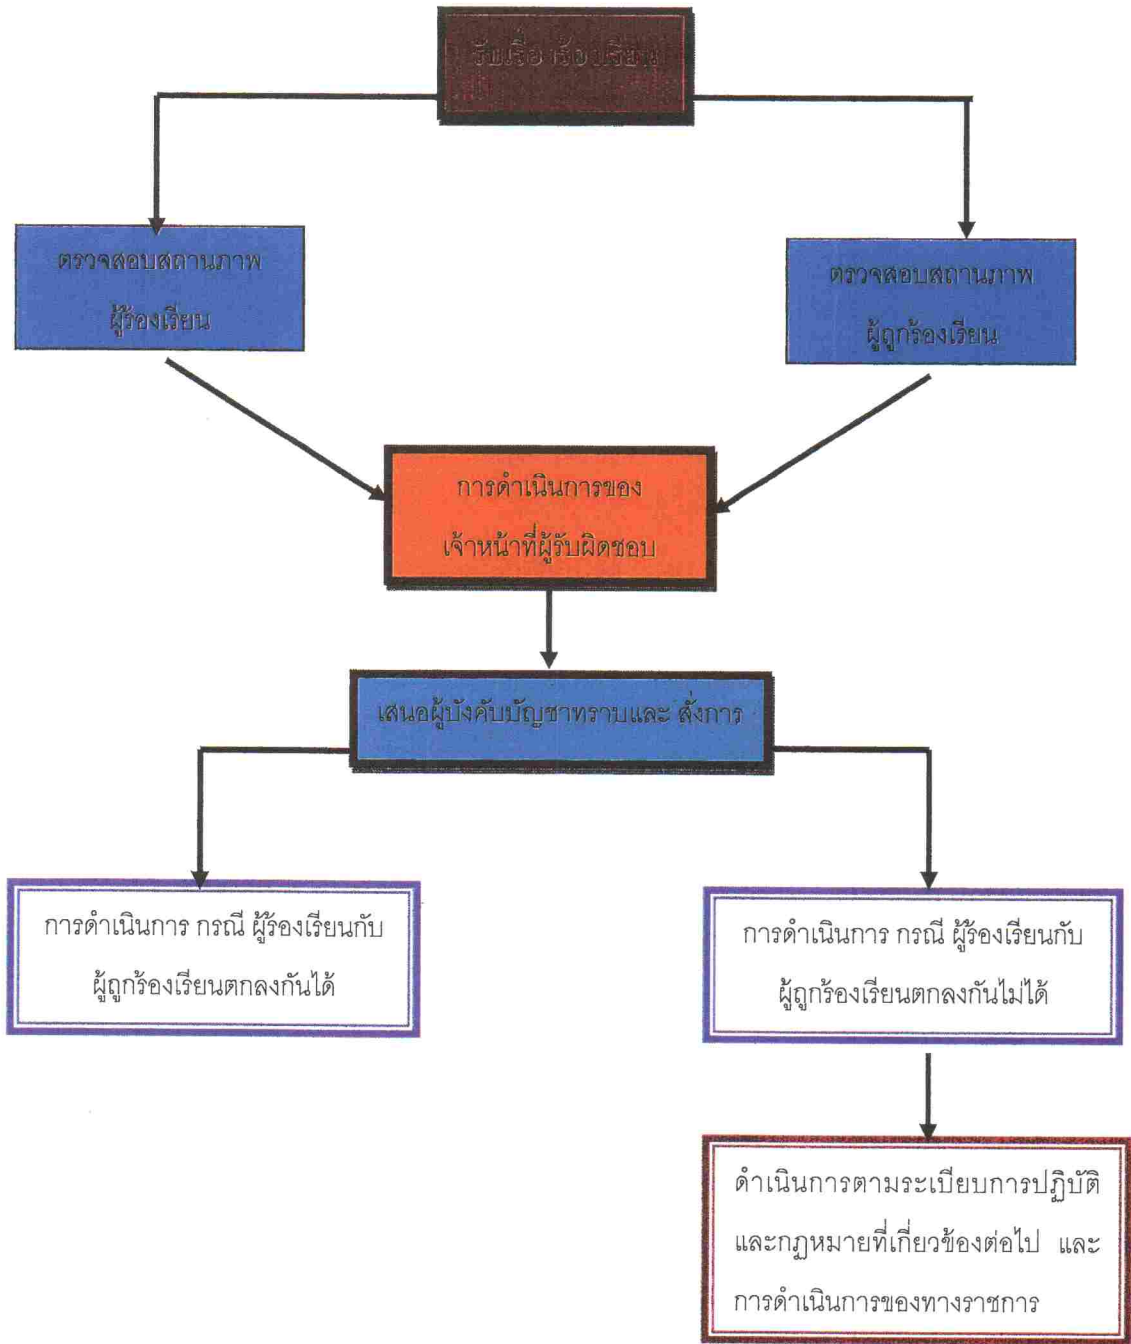 รับเรื่องร้องเรียน
ตรวจสอบสถานภาพ
ผู้ร้องเรียน
ตรวจสอบสถานภาพ
ผู้ถูกร้องเรียน
การดำเนินการของ
เจ้าหน้าที่ผู้รับผิดชอบ
เสนอผู้บังคับบัญชาทราบและ สั่งการ
การดำเนินการ กรณี ผู้ร้องเรียนกับ
ผู้ถูกร้องเรียนตกลงกันได้
การดำเนินการ กรณี ผู้ร้องเรียนกับ
ผู้ถูกร้องเรียนตกลงกันไม่ได้
ดำเนินการตามระเบียบการปฏิบัติ
และกฎหมายที่เกี่ยวข้องต่อไป และ
การดำเนินการของทางราชการ